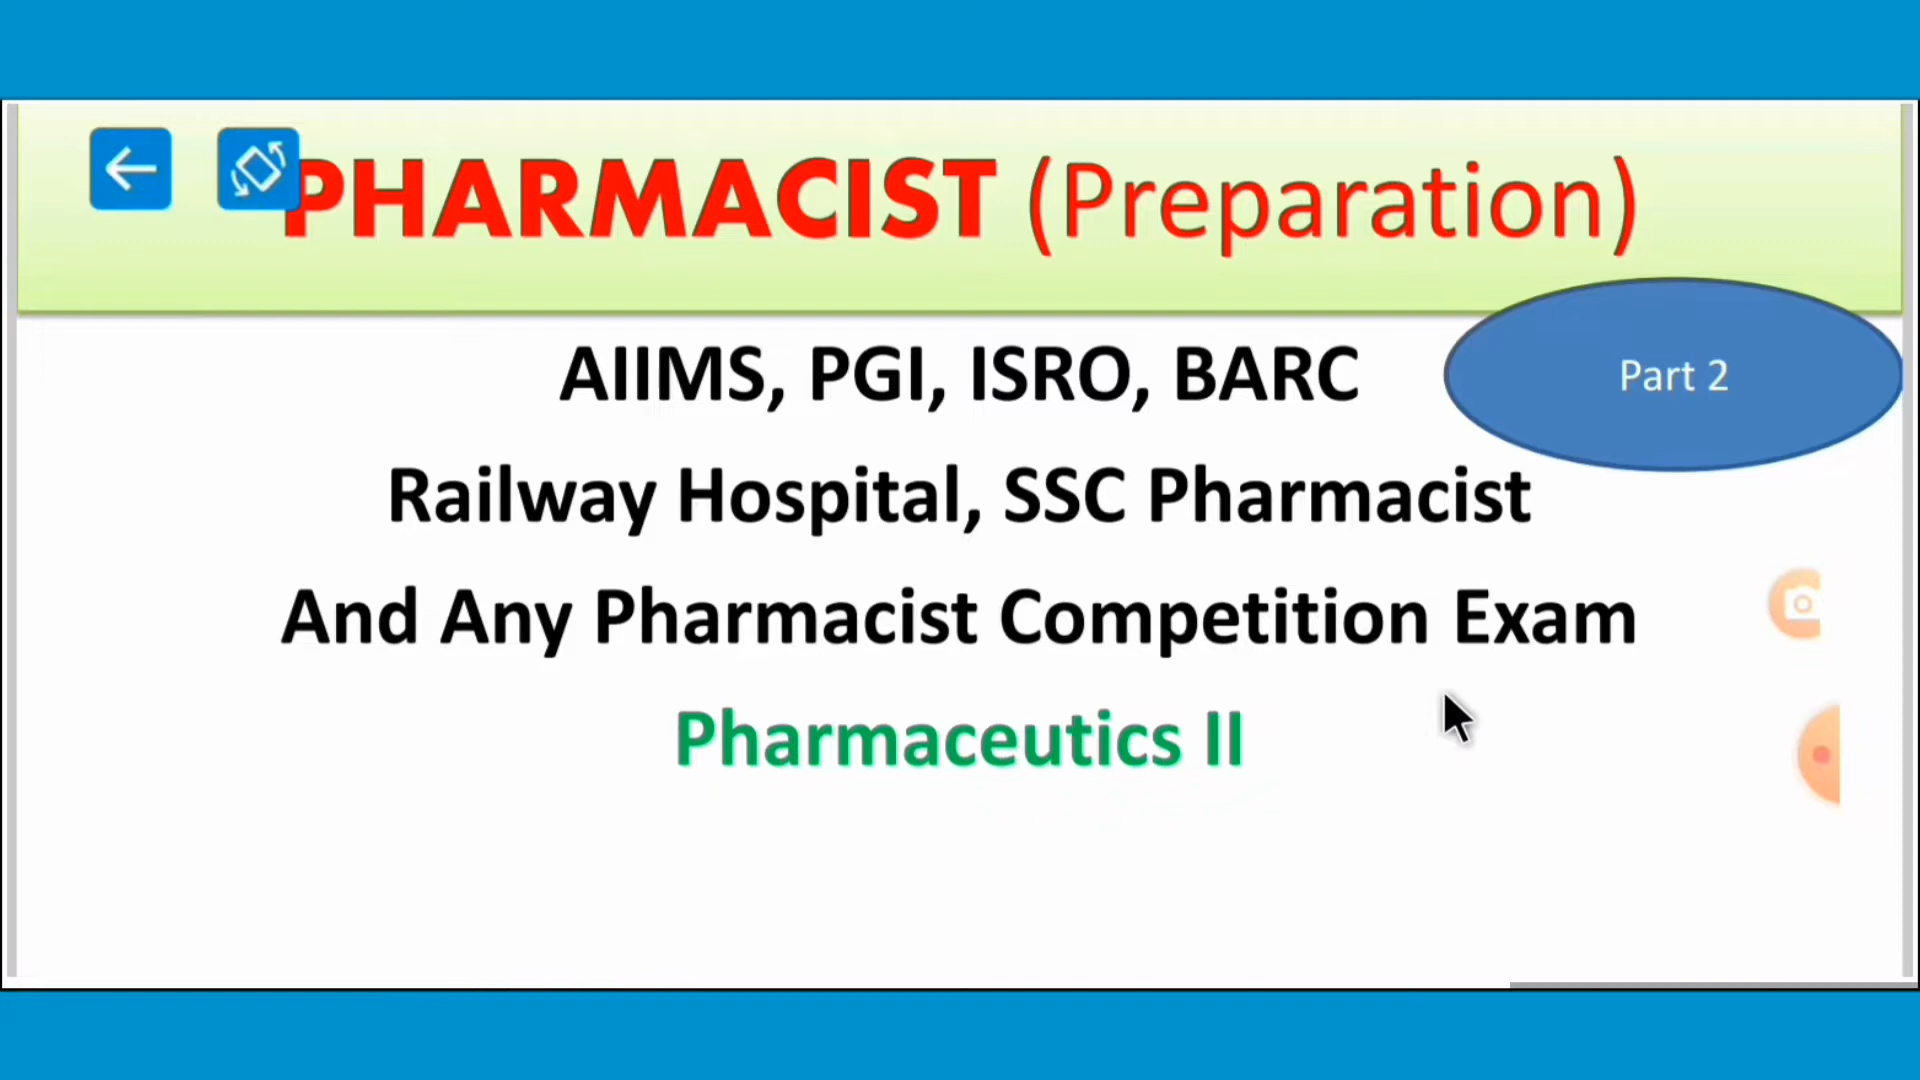 PHARMACIST (Preparation)
AIIMS, PGI, ISRO, BARC
Part 2
Railway Hospital, SSC Pharmacist
And Any Pharmacist Competition Exam
Pharmaceutics II